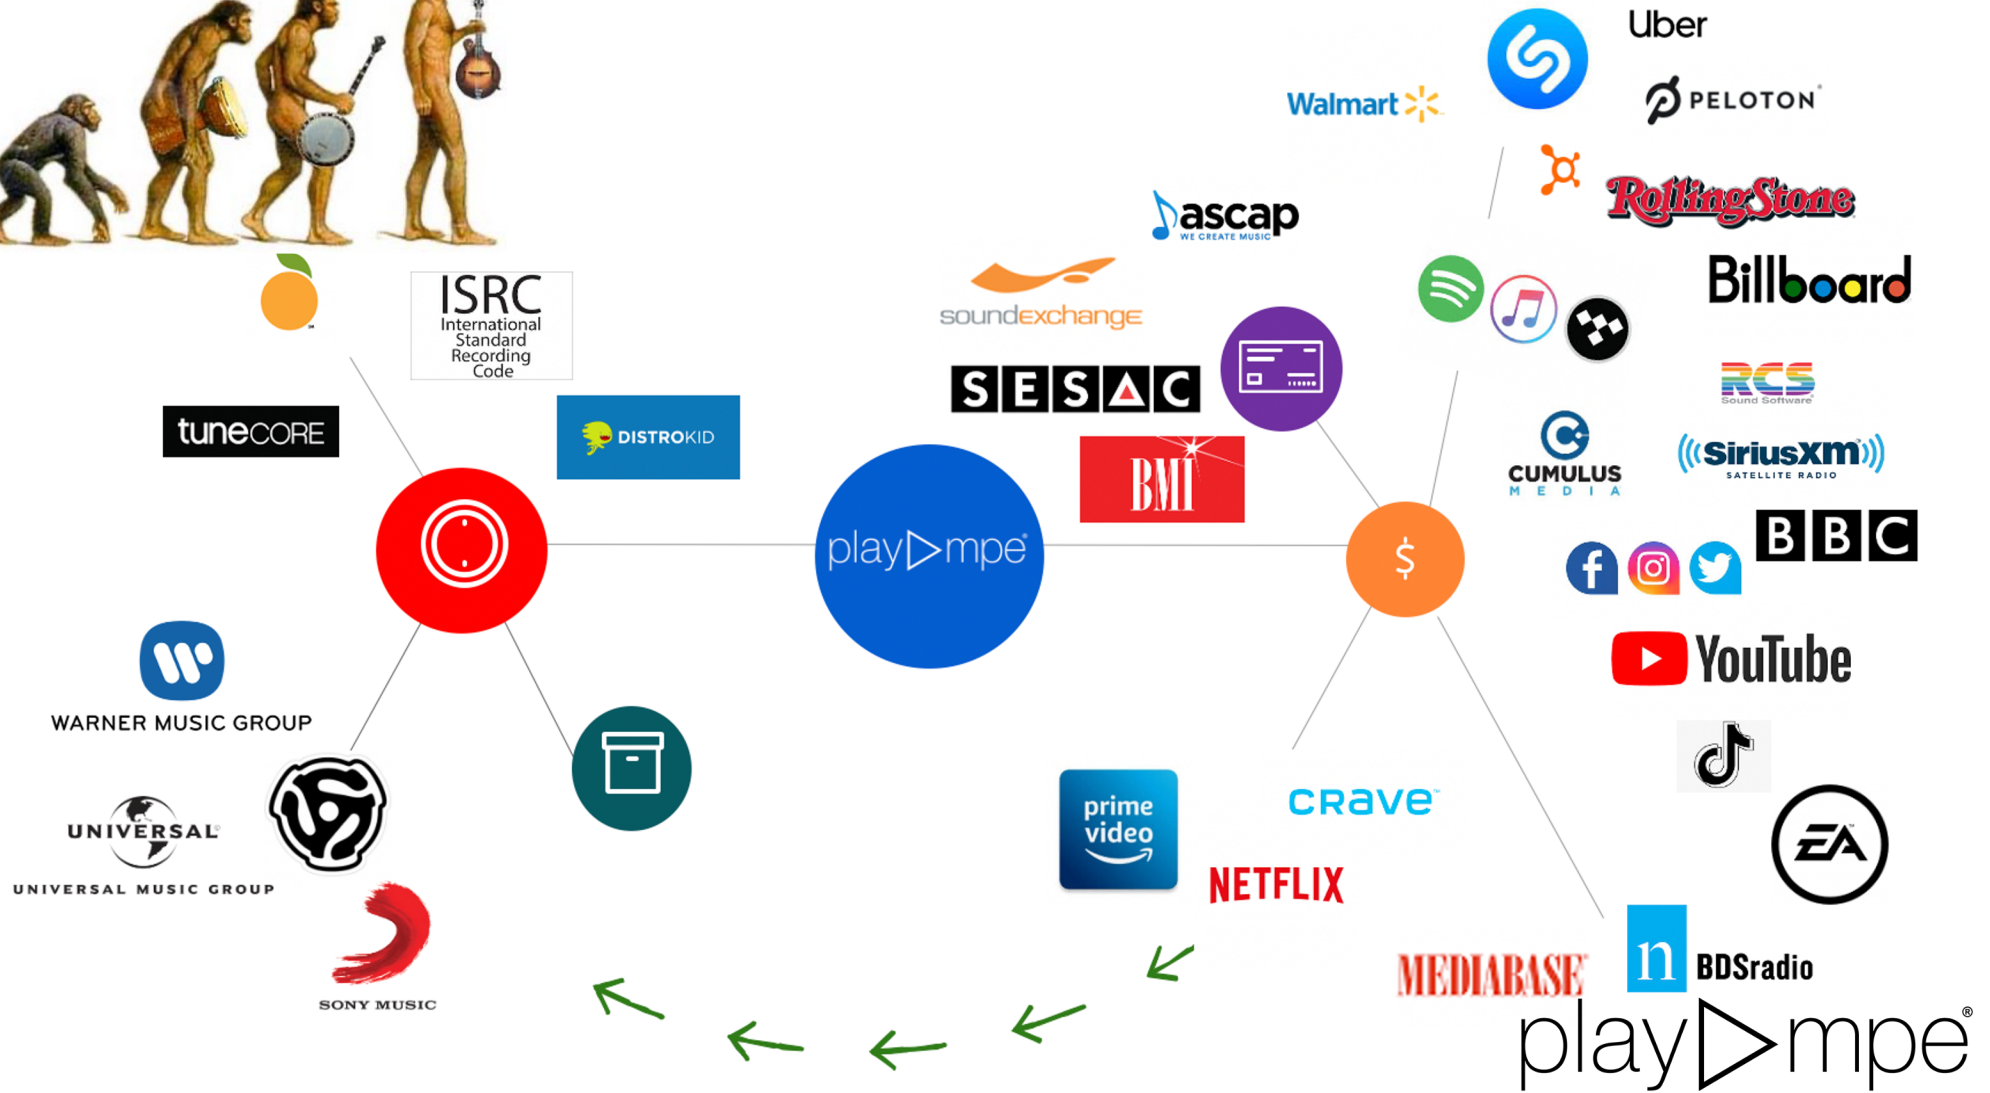 Uber
Walmart
PELOTON
ascap
WE CREATE MUSIC
RollingStone
soundexchange
Billboard
ISRC
International
Standard
Recording
Code
SESAC
RCS
Sound Software
tunecore
DISTROKID
BMI
CUMULUS
MEDIA
SiriusXM
SATELLITE RADIO
play mpe®
$
BBC
f
YouTube
WARNER MUSIC GROUP
prime
video
CRAVE™
EA
UNIVERSAL
UNIVERSAL MUSIC GROUP
NETFLIX
SONY MUSIC
MEDIABASE
n BDSradio
play mpe®